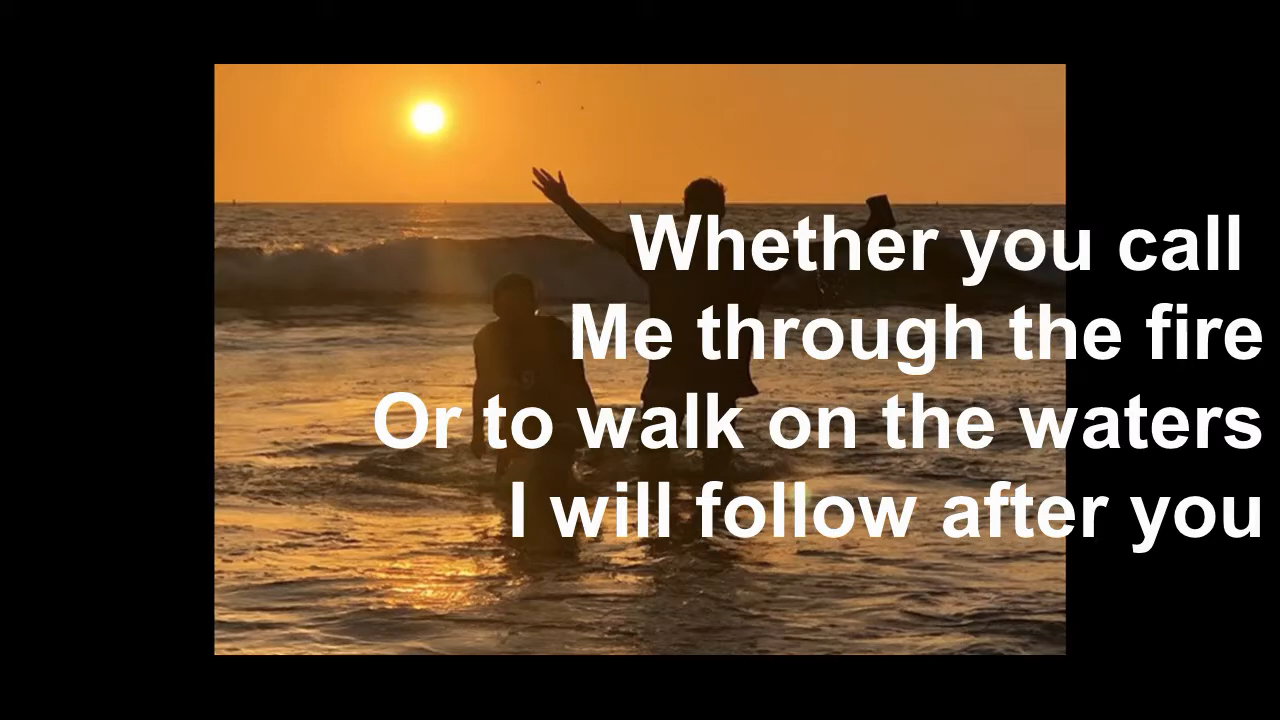 Whether you call
Me through the fire
Or to walk on the waters
I will follow after you